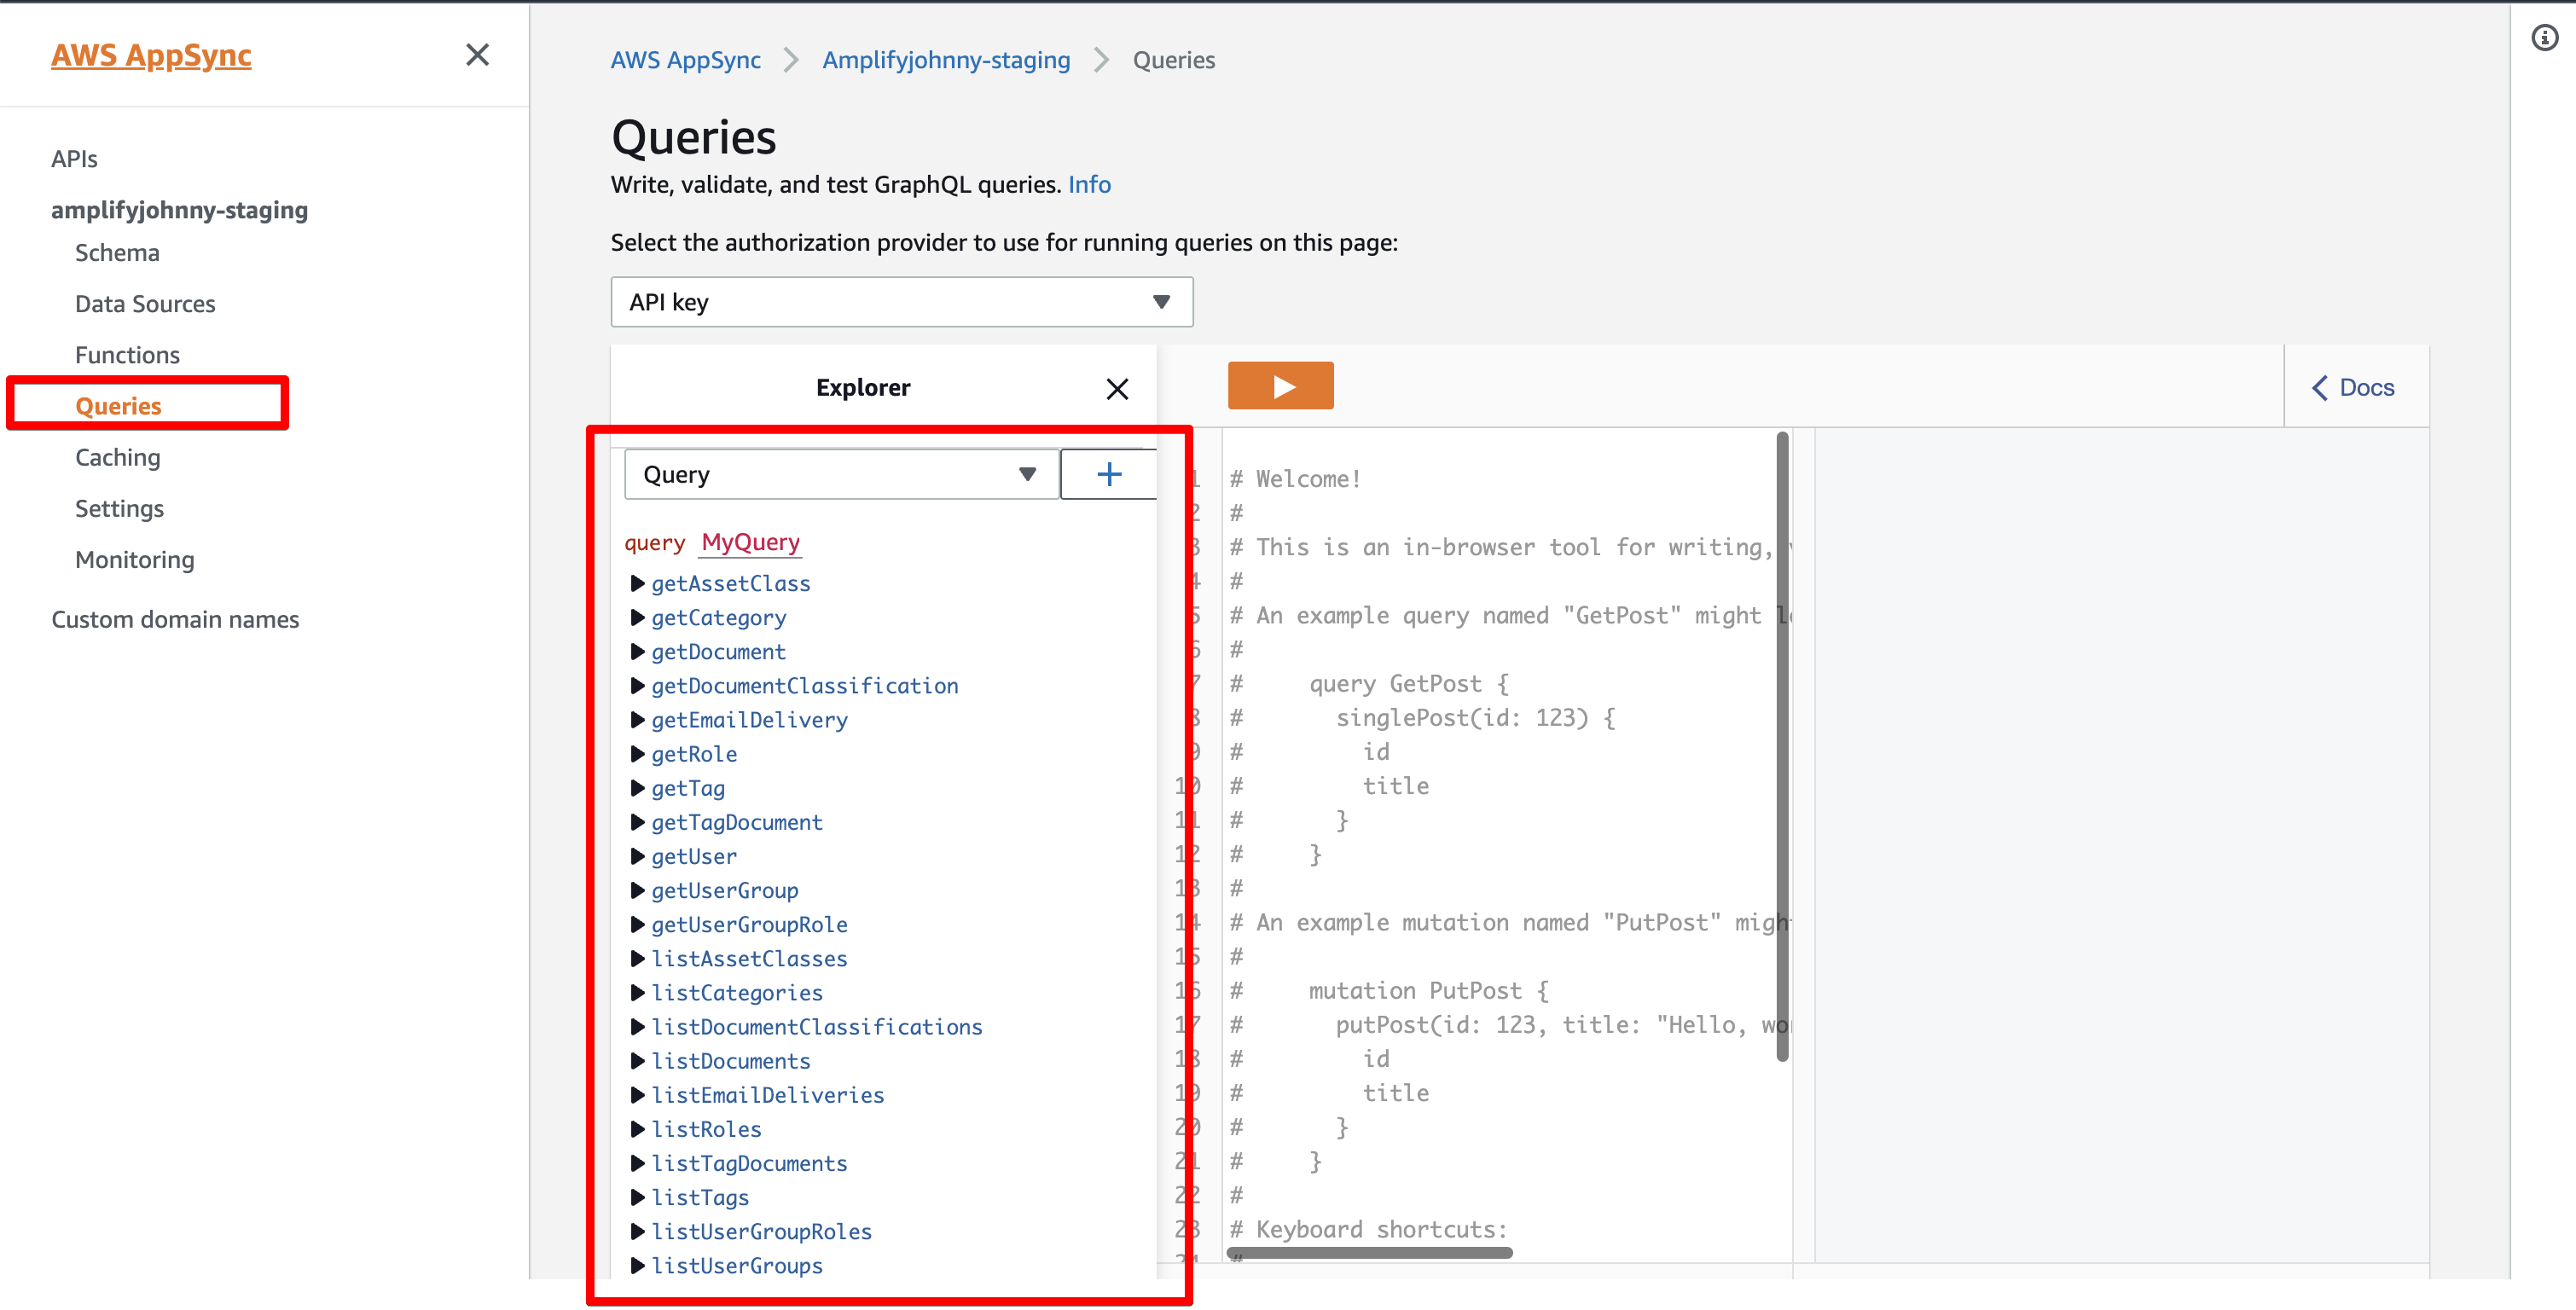 AWS AppSync
APIs
amplifyjohnny-staging
Schema
Data Sources
Functions
Queries
Caching
Settings
Monitoring
Custom domain names
AWS AppSync > Amplifyjohnny-staging > Queries
Queries
Write, validate, and test GraphQL queries. Info
Select the authorization provider to use for running queries on this page:
API key
Explorer
Query
query MyQuery
getAssetClass
getCategory
getDocument
getDocumentClassification
getEmailDelivery
getRole
getTag
getTagDocument
getUser
getUserGroup
getUserGroupRole
listAssetClasses
listCategories
listDocumentClassifications
listDocuments
listEmailDeliveries
listRoles
listTagDocuments
listTags
listUserGroupRoles
listUserGroups
Docs
1 # Welcome!
2 #
3 # This is an in-browser tool for writing,
4 #
5 # An example query named "GetPost" might
6 #
7 # query GetPost {
8 # singlePost(id: 123) {
9 # id
10 # title
11 # }
12 # }
13 #
14 # An example mutation named "PutPost" migh
15 #
16 # mutation PutPost {
17 # putPost(id: 123, title: "Hello, wo
18 # id
19 # title
20 # }
21 # }
22 #
23 # Keyboard shortcuts:
24 #